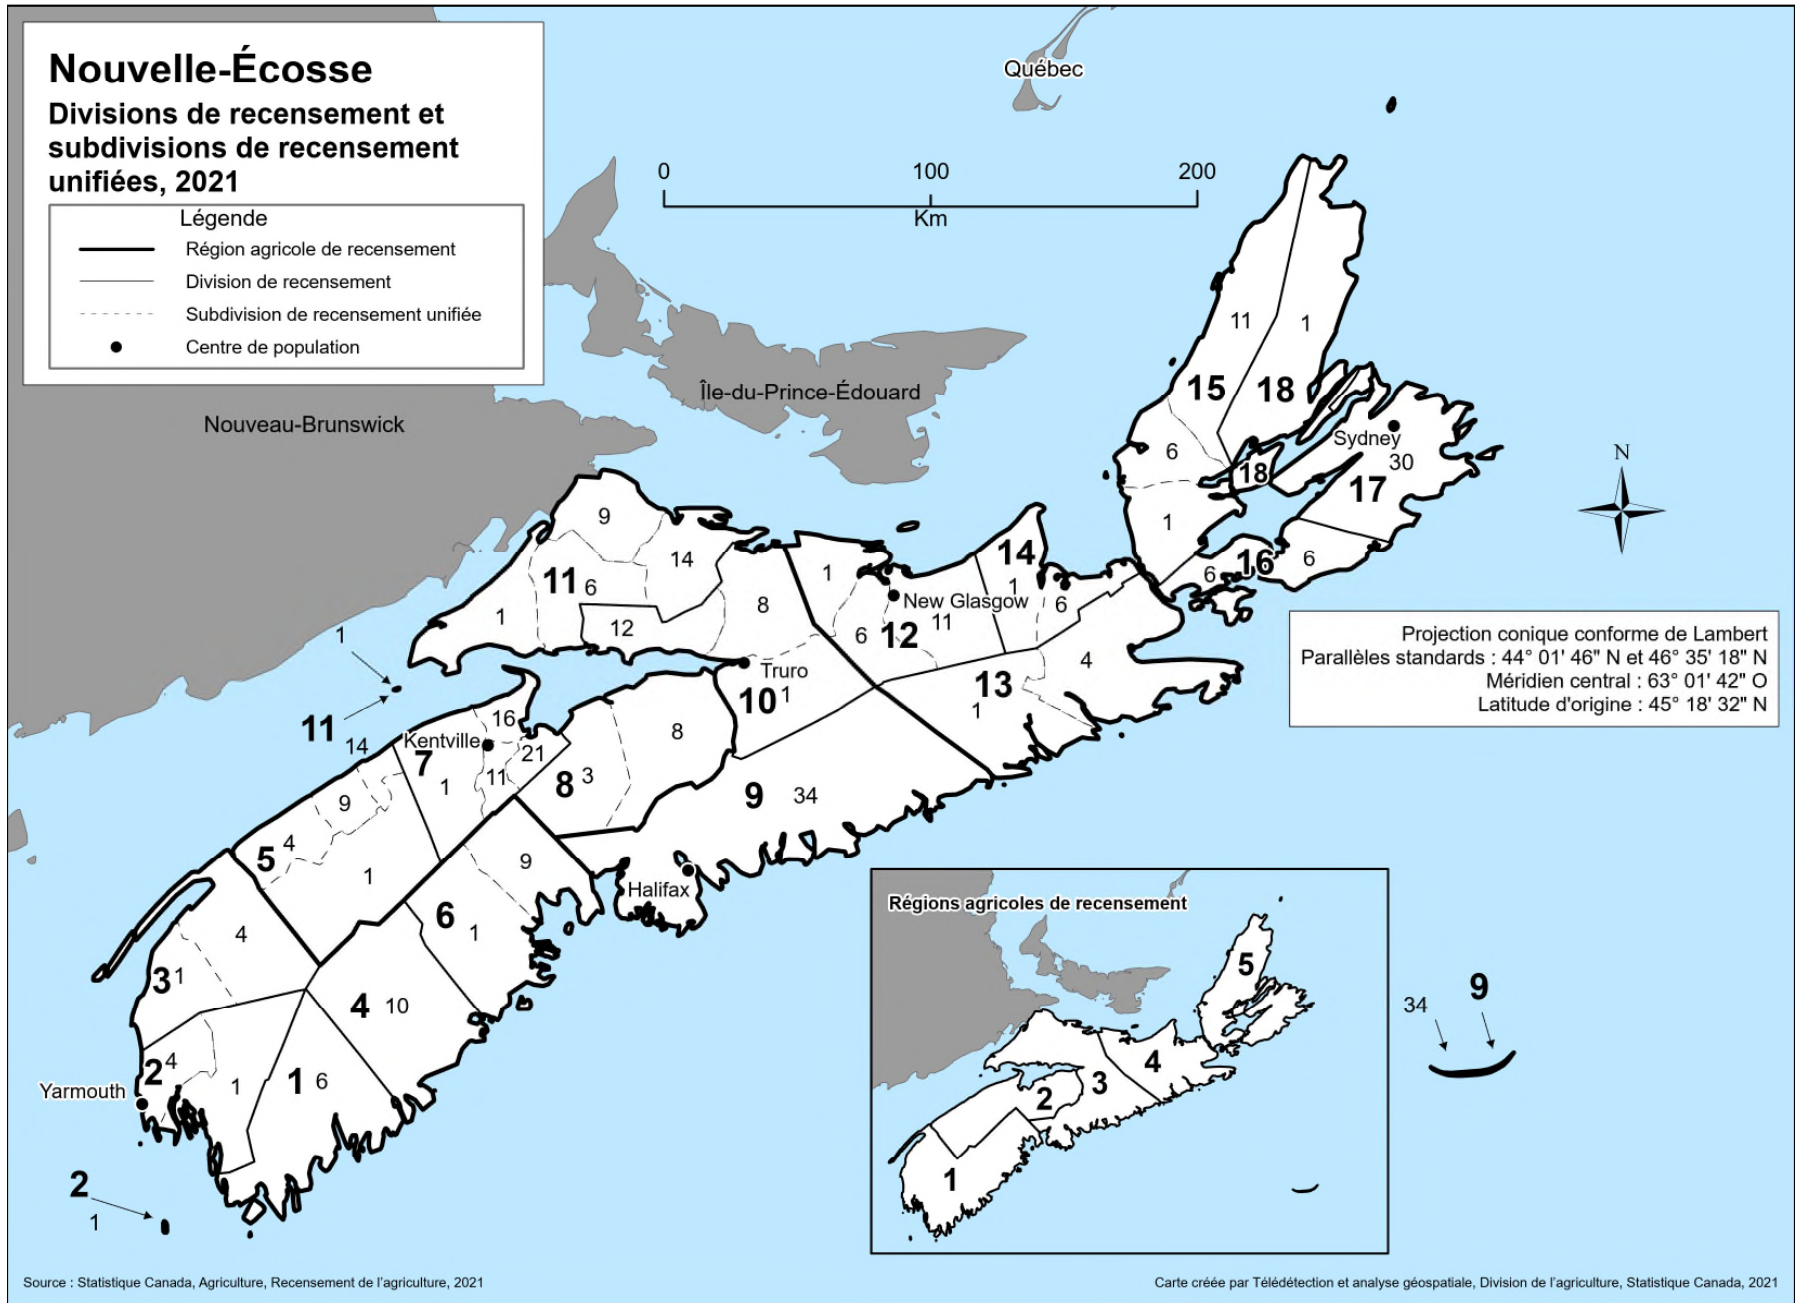 Nouvelle-Écosse
Divisions de recensement et
subdivisions de recensement
unifiées, 2021
Légende
Région agricole de recensement
Division de recensement
Subdivision de recensement unifiée
Centre de population
Québec
0 100 200
Km
Île-du-Prince-Édouard
Nouveau-Brunswick
11
1
15 18
Sydney
6
18
30
17
N
9
1
14
14
16
6
6
11 6
1
1
6
8
New Glasgow
1
12
6
12
11
4
1
Truro
13
10 1
1
11
16
14
Kentville
7
21
8
1
11
8 3
9
9 34
5 4
1
9
Halifax
6
1
4
3 1
4 10
2 4
1
1 6
Yarmouth
2
1
Projection conique conforme de Lambert
Parallèles standards : 44° 01' 46" N et 46° 35' 18" N
Méridien central : 63° 01' 42" O
Latitude d'origine : 45° 18' 32" N
Régions agricoles de recensement
5
4
3
2
1
9
34
Source : Statistique Canada, Agriculture, Recensement de l'agriculture, 2021
Carte créée par Télédétection et analyse géospatiale, Division de l'agriculture, Statistique Canada, 2021